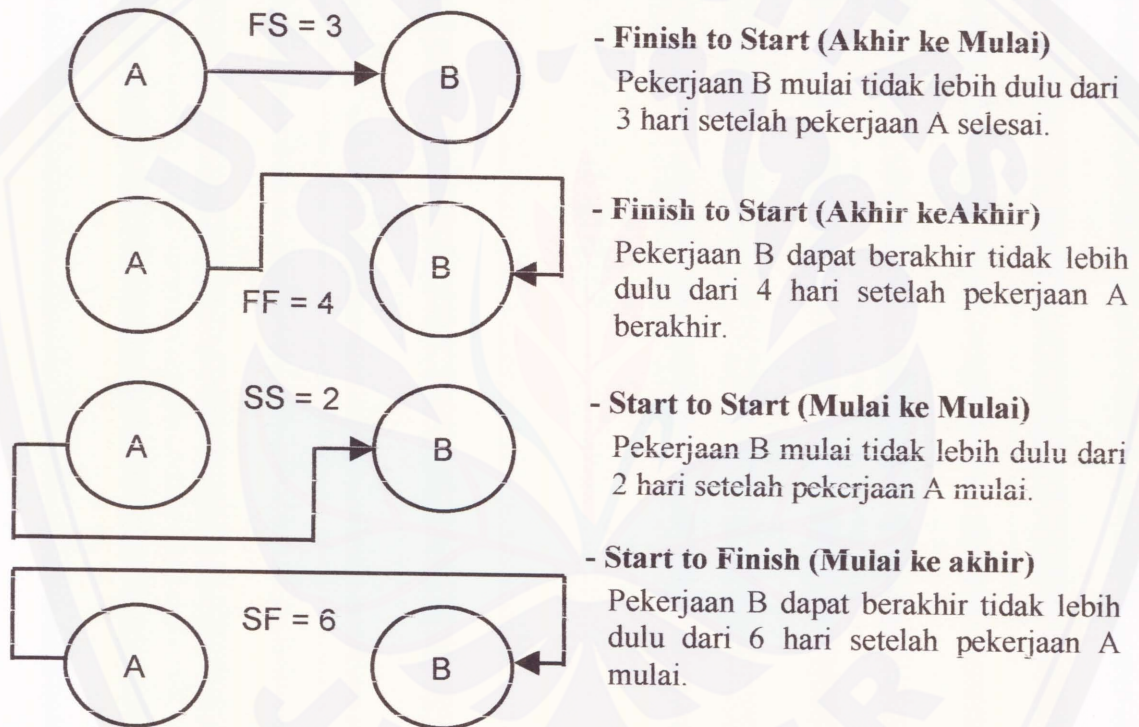 FS = 3
A
B
- Finish to Start (Akhir ke Mulai)
Pekerjaan B mulai tidak lebih dulu dari
3 hari setelah pekerjaan A selesai.
A
B
FF = 4
- Finish to Start (Akhir keAkhir)
Pekerjaan B dapat berakhir tidak lebih
dulu dari 4 hari setelah pekerjaan A
berakhir.
SS = 2
A
B
- Start to Start (Mulai ke Mulai)
Pekerjaan B mulai tidak lebih dulu dari
2 hari setelah pekerjaan A mulai.
SF = 6
A
B
- Start to Finish (Mulai ke akhir)
Pekerjaan B dapat berakhir tidak lebih
dulu dari 6 hari setelah pekerjaan A
mulai.